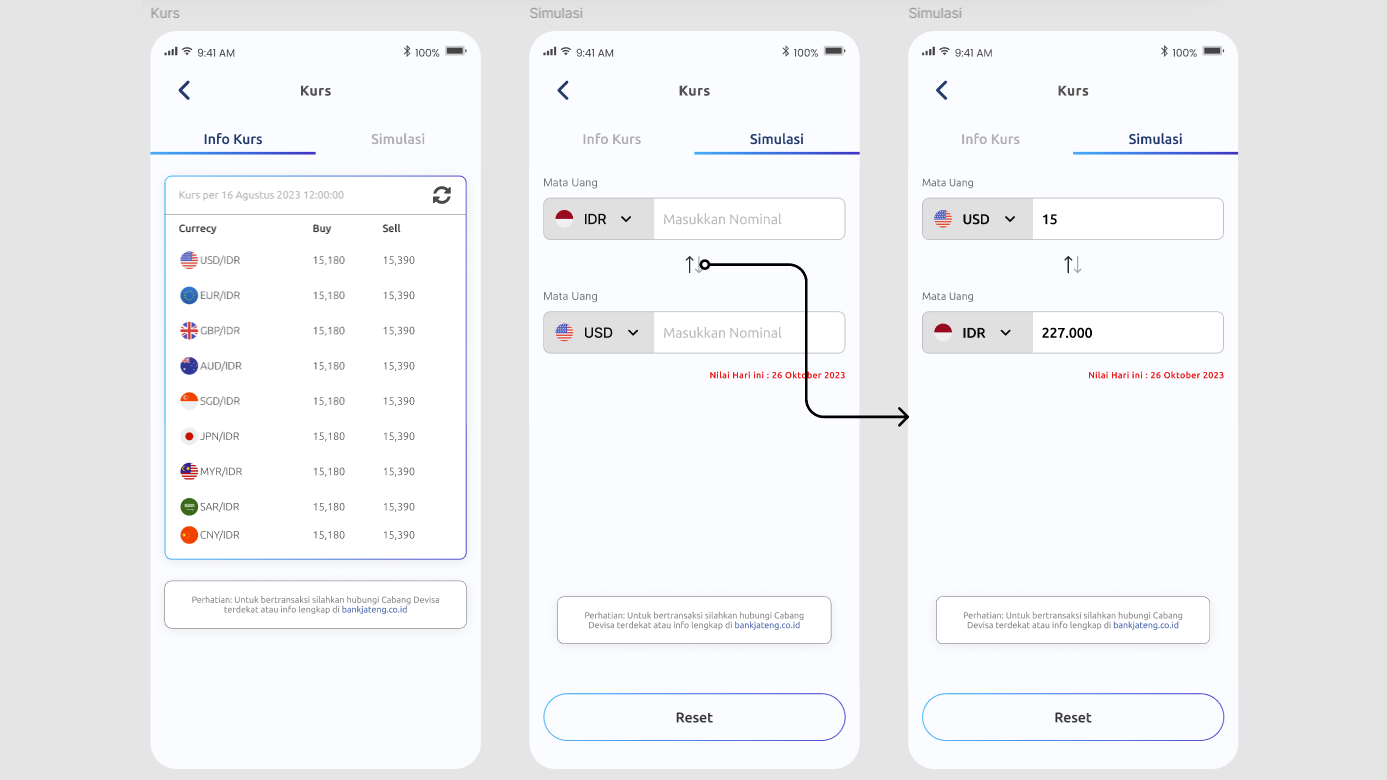 Kurs
9:41 AM
100%
Kurs
Info Kurs
Simulasi
Kurs per 16 Agustus 2023 12:00:00
Currecy Buy Sell
USD/IDR 15,180 15,390
EUR/IDR 15,180 15,390
GBP/IDR 15,180 15,390
AUD/IDR 15,180 15,390
SGD/IDR 15,180 15,390
JPN/IDR 15,180 15,390
MYR/IDR 15,180 15,390
SAR/IDR 15,180 15,390
CNY/IDR 15,180 15,390
Perhatian: Untuk bertransaksi silahkan hubungi Cabang Devisa
terdekat atau info lengkap di bankjateng.co.id
Simulasi
9:41 AM
100%
Kurs
Info Kurs
Simulasi
Mata Uang
IDR
Masukkan Nominal
Mata Uang
USD
Masukkan Nominal
Nilai Hari ini : 26 Oktober 2023
Perhatian: Untuk bertransaksi silahkan hubungi Cabang
Devisa terdekat atau info lengkap di bankjateng.co.id
Reset
Simulasi
9:41 AM
100%
Kurs
Info Kurs
Simulasi
Mata Uang
USD
15
Mata Uang
IDR
227.000
Nilai Hari ini : 26 Oktober 2023
Perhatian: Untuk bertransaksi silahkan hubungi Cabang
Devisa terdekat atau info lengkap di bankjateng.co.id
Reset